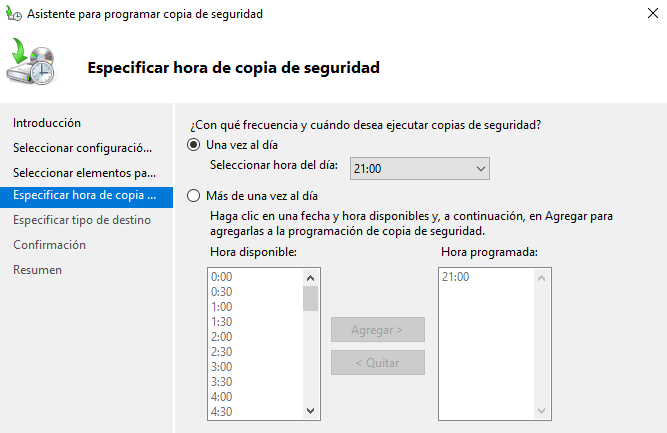 Asistente para programar copia de seguridad
Especificar hora de copia de seguridad
Introducción
Seleccionar configuració...
Seleccionar elementos pa...
Especificar hora de copia ...
Especificar tipo de destino
Confirmación
Resumen
¿Con qué frecuencia y cuándo desea ejecutar copias de seguridad?
Una vez al día
Seleccionar hora del día:
21:00
Más de una vez al día
Haga clic en una fecha y hora disponibles y, a continuación, en Agregar para
agregarlas a la programación de copia de seguridad.
Hora disponible:
0:00
0:30
1:00
1:30
2:00
2:30
3:00
3:30
4:00
4:30
Agregar >
< Quitar
Hora programada:
21:00